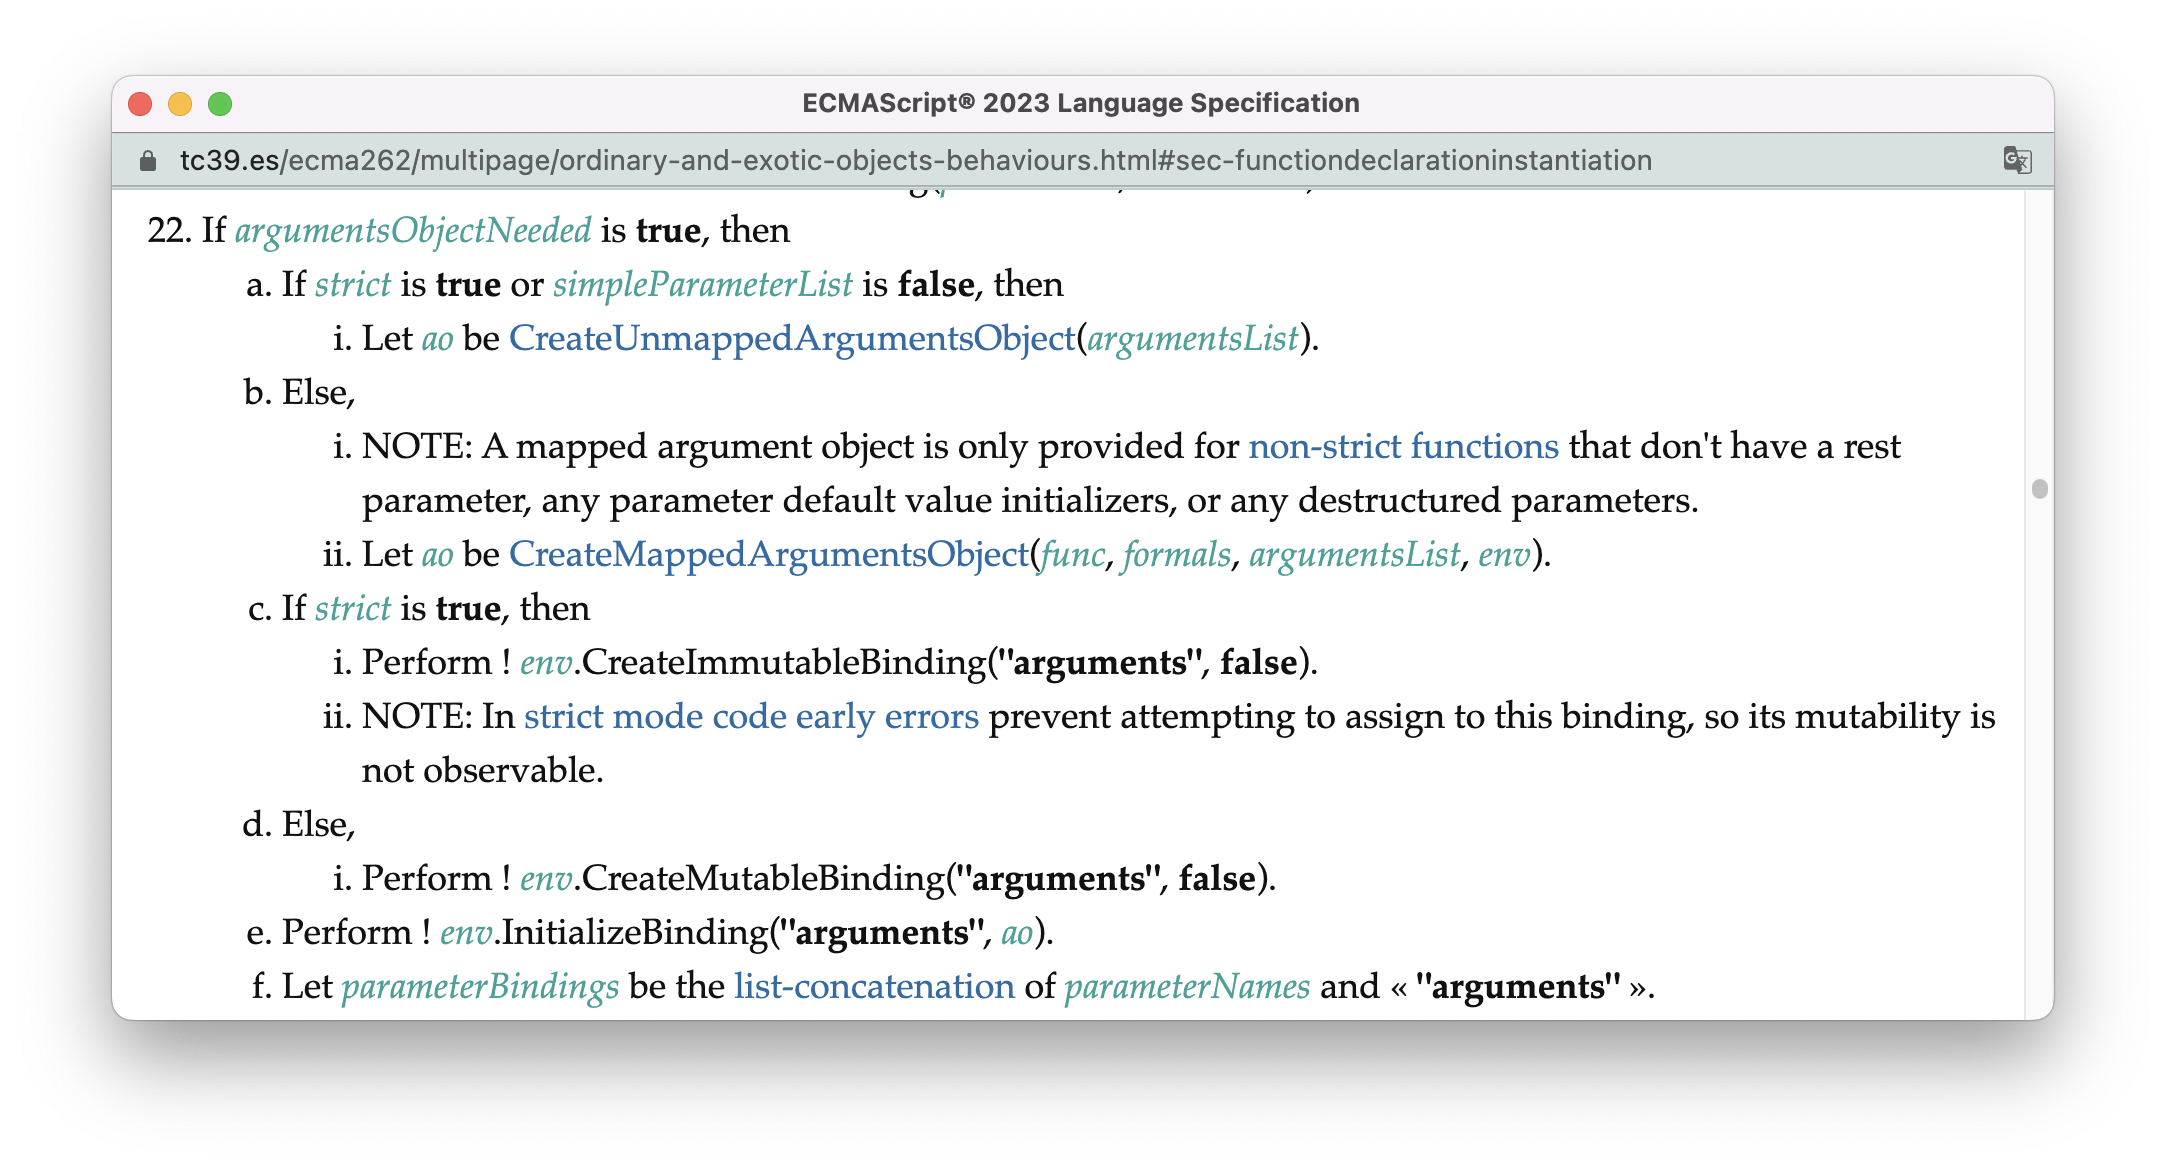 ECMAScript® 2023 Language Specification
tc39.es/ecma262/multipage/ordinary-and-exotic-objects-behaviours.html#sec-functiondeclarationinstantiation
22. If argumentsObjectNeeded is true, then
a. If strict is true or simpleParameterList is false, then
i. Let ao be CreateUnmappedArgumentsObject(argumentsList).
b. Else,
i. NOTE: A mapped argument object is only provided for non-strict functions that don't have a rest
parameter, any parameter default value initializers, or any destructured parameters.
ii. Let ao be CreateMappedArgumentsObject(func, formals, argumentsList, env).
c. If strict is true, then
i. Perform ! env.CreateImmutableBinding("arguments", false).
ii. NOTE: In strict mode code early errors prevent attempting to assign to this binding, so its mutability is
not observable.
d. Else,
i. Perform ! env.CreateMutableBinding("arguments", false).
e. Perform ! env.InitializeBinding("arguments", ao).
f. Let parameterBindings be the list-concatenation of parameterNames and « "arguments" ».